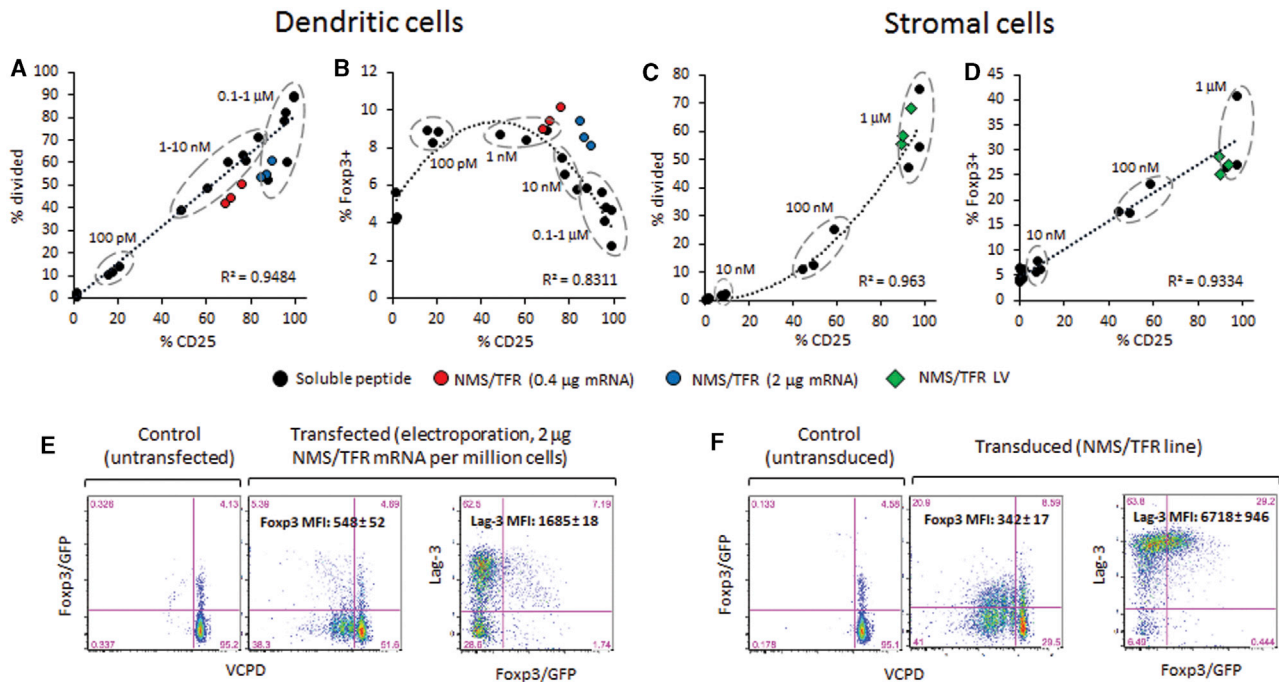 Dendritic cells
Stromal cells
A
% divided
100
90
80
70
60
50
40
30
20
10
0
0.1-1 µM
1-10 nM
100 pM
R² = 0.9484
0 20 40 60 80 100
% CD25
B
% Foxp3+
12
10
8
6
4
2
0
100 pM
1 nM
10 nM
0.1-1 µM
R² = 0.8311
0 20 40 60 80 100
% CD25
C
% divided
80
70
60
50
40
30
20
10
0
1 µM
100 nM
10 nM
R² = 0.963
0 20 40 60 80 100
% CD25
D
% Foxp3+
45
40
35
30
25
20
15
10
5
0
1 µM
100 nM
10 nM
R² = 0.9334
0 20 40 60 80 100
% CD25
Soluble peptide
NMS/TFR (0.4 µg mRNA)
NMS/TFR (2 µg mRNA)
NMS/TFR LV
E
Control
(untransfected)
Transfected (electroporation, 2 µg
NMS/TFR mRNA per million cells)
Foxp3/GFP
0.326 4.13
0.337 95.2
5.39 4.69
Foxp3 MFI: 548± 52
38.3 51.6
VCPD
Lag-3
62.5 7.19
Lag-3 MFI: 1685± 18
28.6 1.74
Foxp3/GFP
F
Control
(untransduced)
Transduced (NMS/TFR line)
Foxp3/GFP
0.133 4.58
0.178 95.1
20.9 8.59
Foxp3 MFI: 342± 17
41 29.5
VCPD
Lag-3
63.8 29.2
Lag-3 MFI: 6718± 946
6.49 0.444
Foxp3/GFP